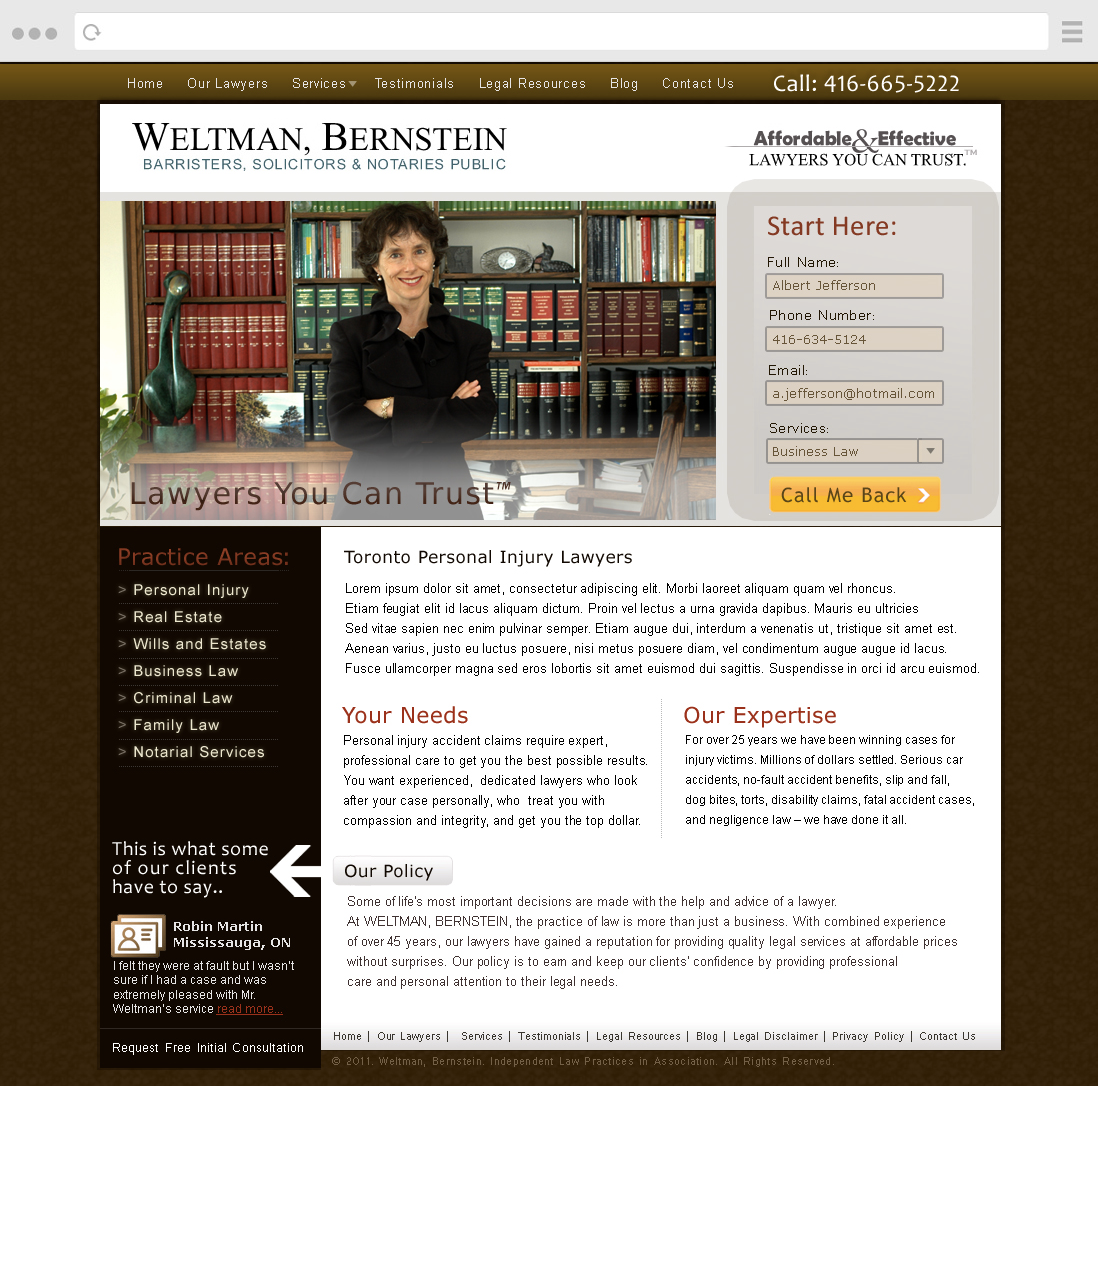 Home Our Lawyers Services Testimonials Legal Resources Blog Contact Us Call: 416-665-5222
WELTMAN, BERNSTEIN
BARRISTERS, SOLICITORS & NOTARIES PUBLIC
Affordable&Effective
LAWYERS YOU CAN TRUST.™
Start Here:
Full Name:
Albert Jefferson
Phone Number:
416-634-5124
Email:
a.jefferson@hotmail.com
Services:
Business Law
Call Me Back
Lawyers You Can Trust™
Practice Areas:
> Personal Injury
> Real Estate
> Wills and Estates
> Business Law
> Criminal Law
> Family Law
> Notarial Services
This is what some
of our clients
have to say..
Robin Martin
Mississauga, ON
I felt they were at fault but I wasn't
sure if I had a case and was
extremely pleased with Mr.
Weltman's service read more...
Request Free Initial Consultation
Toronto Personal Injury Lawyers
Lorem ipsum dolor sit amet, consectetur adipiscing elit. Morbi laoreet aliquam quam vel rhoncus.
Etiam feugiat elit id lacus aliquam dictum. Proin vel lectus a urna gravida dapibus. Mauris eu ultricies
Sed vitae sapien nec enim pulvinar semper. Etiam augue dui, interdum a venenatis ut, tristique sit amet est.
Aenean varius, justo eu luctus posuere, nisi metus posuere diam, vel condimentum augue augue id lacus.
Fusce ullamcorper magna sed eros lobortis sit amet euismod dui sagittis. Suspendisse in orci id arcu euismod.
Your Needs
Personal injury accident claims require expert,
professional care to get you the best possible results.
You want experienced, dedicated lawyers who look
after your case personally, who treat you with
compassion and integrity, and get you the top dollar.
Our Expertise
For over 25 years we have been winning cases for
injury victims. Millions of dollars settled. Serious car
accidents, no-fault accident benefits, slip and fall,
dog bites, torts, disability claims, fatal accident cases,
and negligence law – we have done it all.
Our Policy
Some of life's most important decisions are made with the help and advice of a lawyer.
At WELTMAN, BERNSTEIN, the practice of law is more than just a business. With combined experience
of over 45 years, our lawyers have gained a reputation for providing quality legal services at affordable prices
without surprises. Our policy is to earn and keep our clients' confidence by providing professional
care and personal attention to their legal needs.
Home | Our Lawyers | Services | Testimonials | Legal Resources | Blog | Legal Disclaimer | Privacy Policy | Contact Us
© 2011. Weltman, Bernstein. Independent Law Practices in Association. All Rights Reserved.